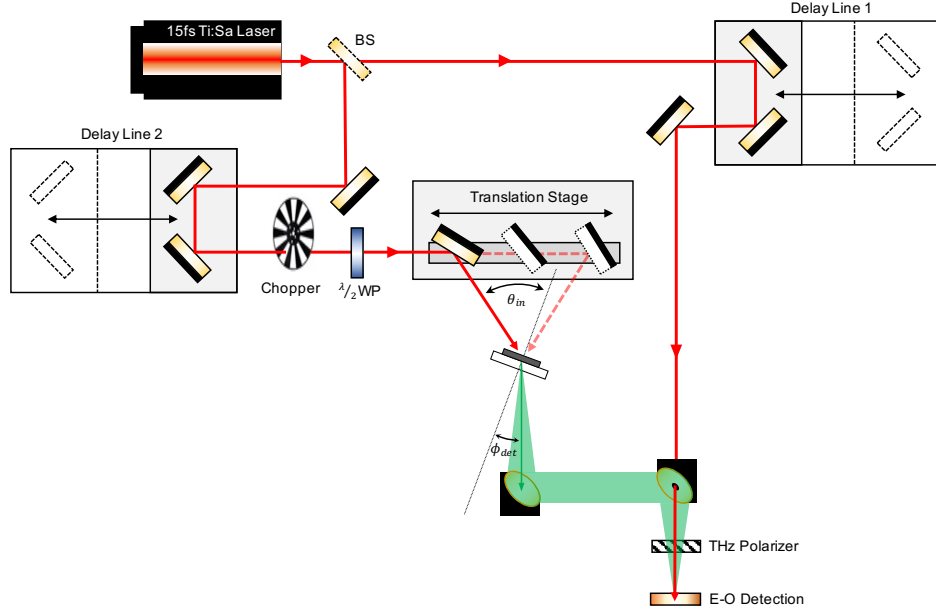 15fs Ti:Sa Laser
BS
Delay Line 1
Delay Line 2
Translation Stage
Chopper
λ/2 WP
θin
ϕdet
THz Polarizer
E-O Detection